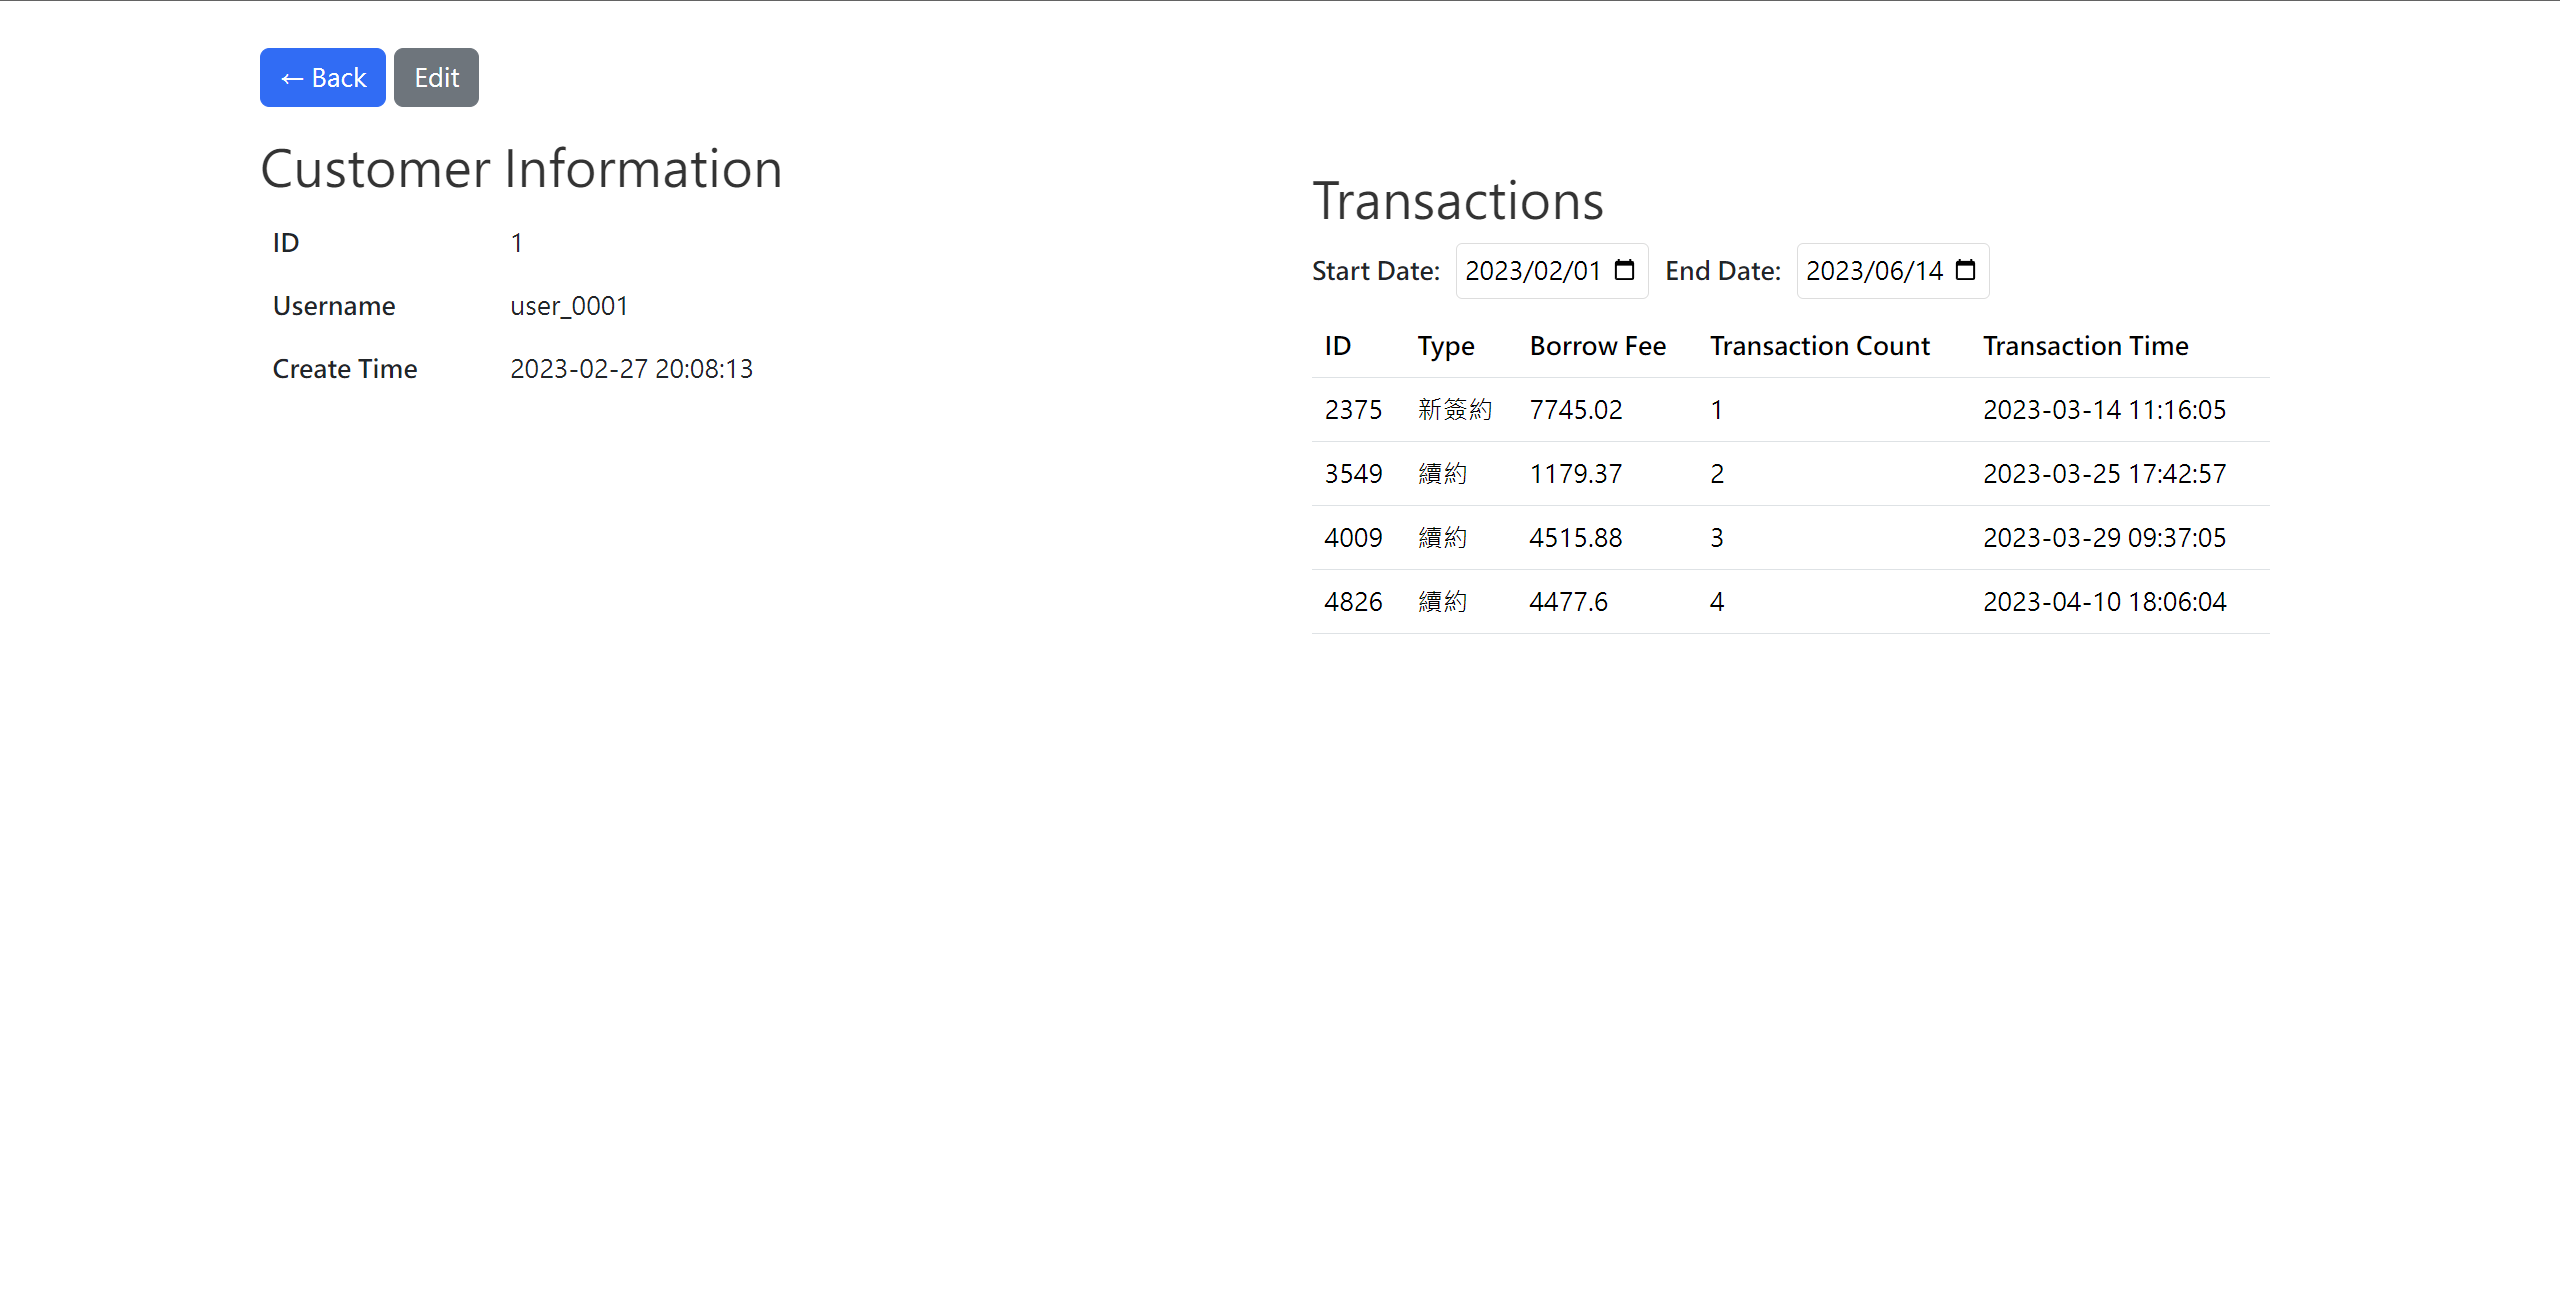 ← Back Edit
Customer Information
ID 1
Username user_0001
Create Time 2023-02-27 20:08:13
Transactions
Start Date: 2023/02/01 End Date: 2023/06/14
ID Type Borrow Fee Transaction Count Transaction Time
2375 新簽約 7745.02 1 2023-03-14 11:16:05
3549 續約 1179.37 2 2023-03-25 17:42:57
4009 續約 4515.88 3 2023-03-29 09:37:05
4826 續約 4477.6 4 2023-04-10 18:06:04